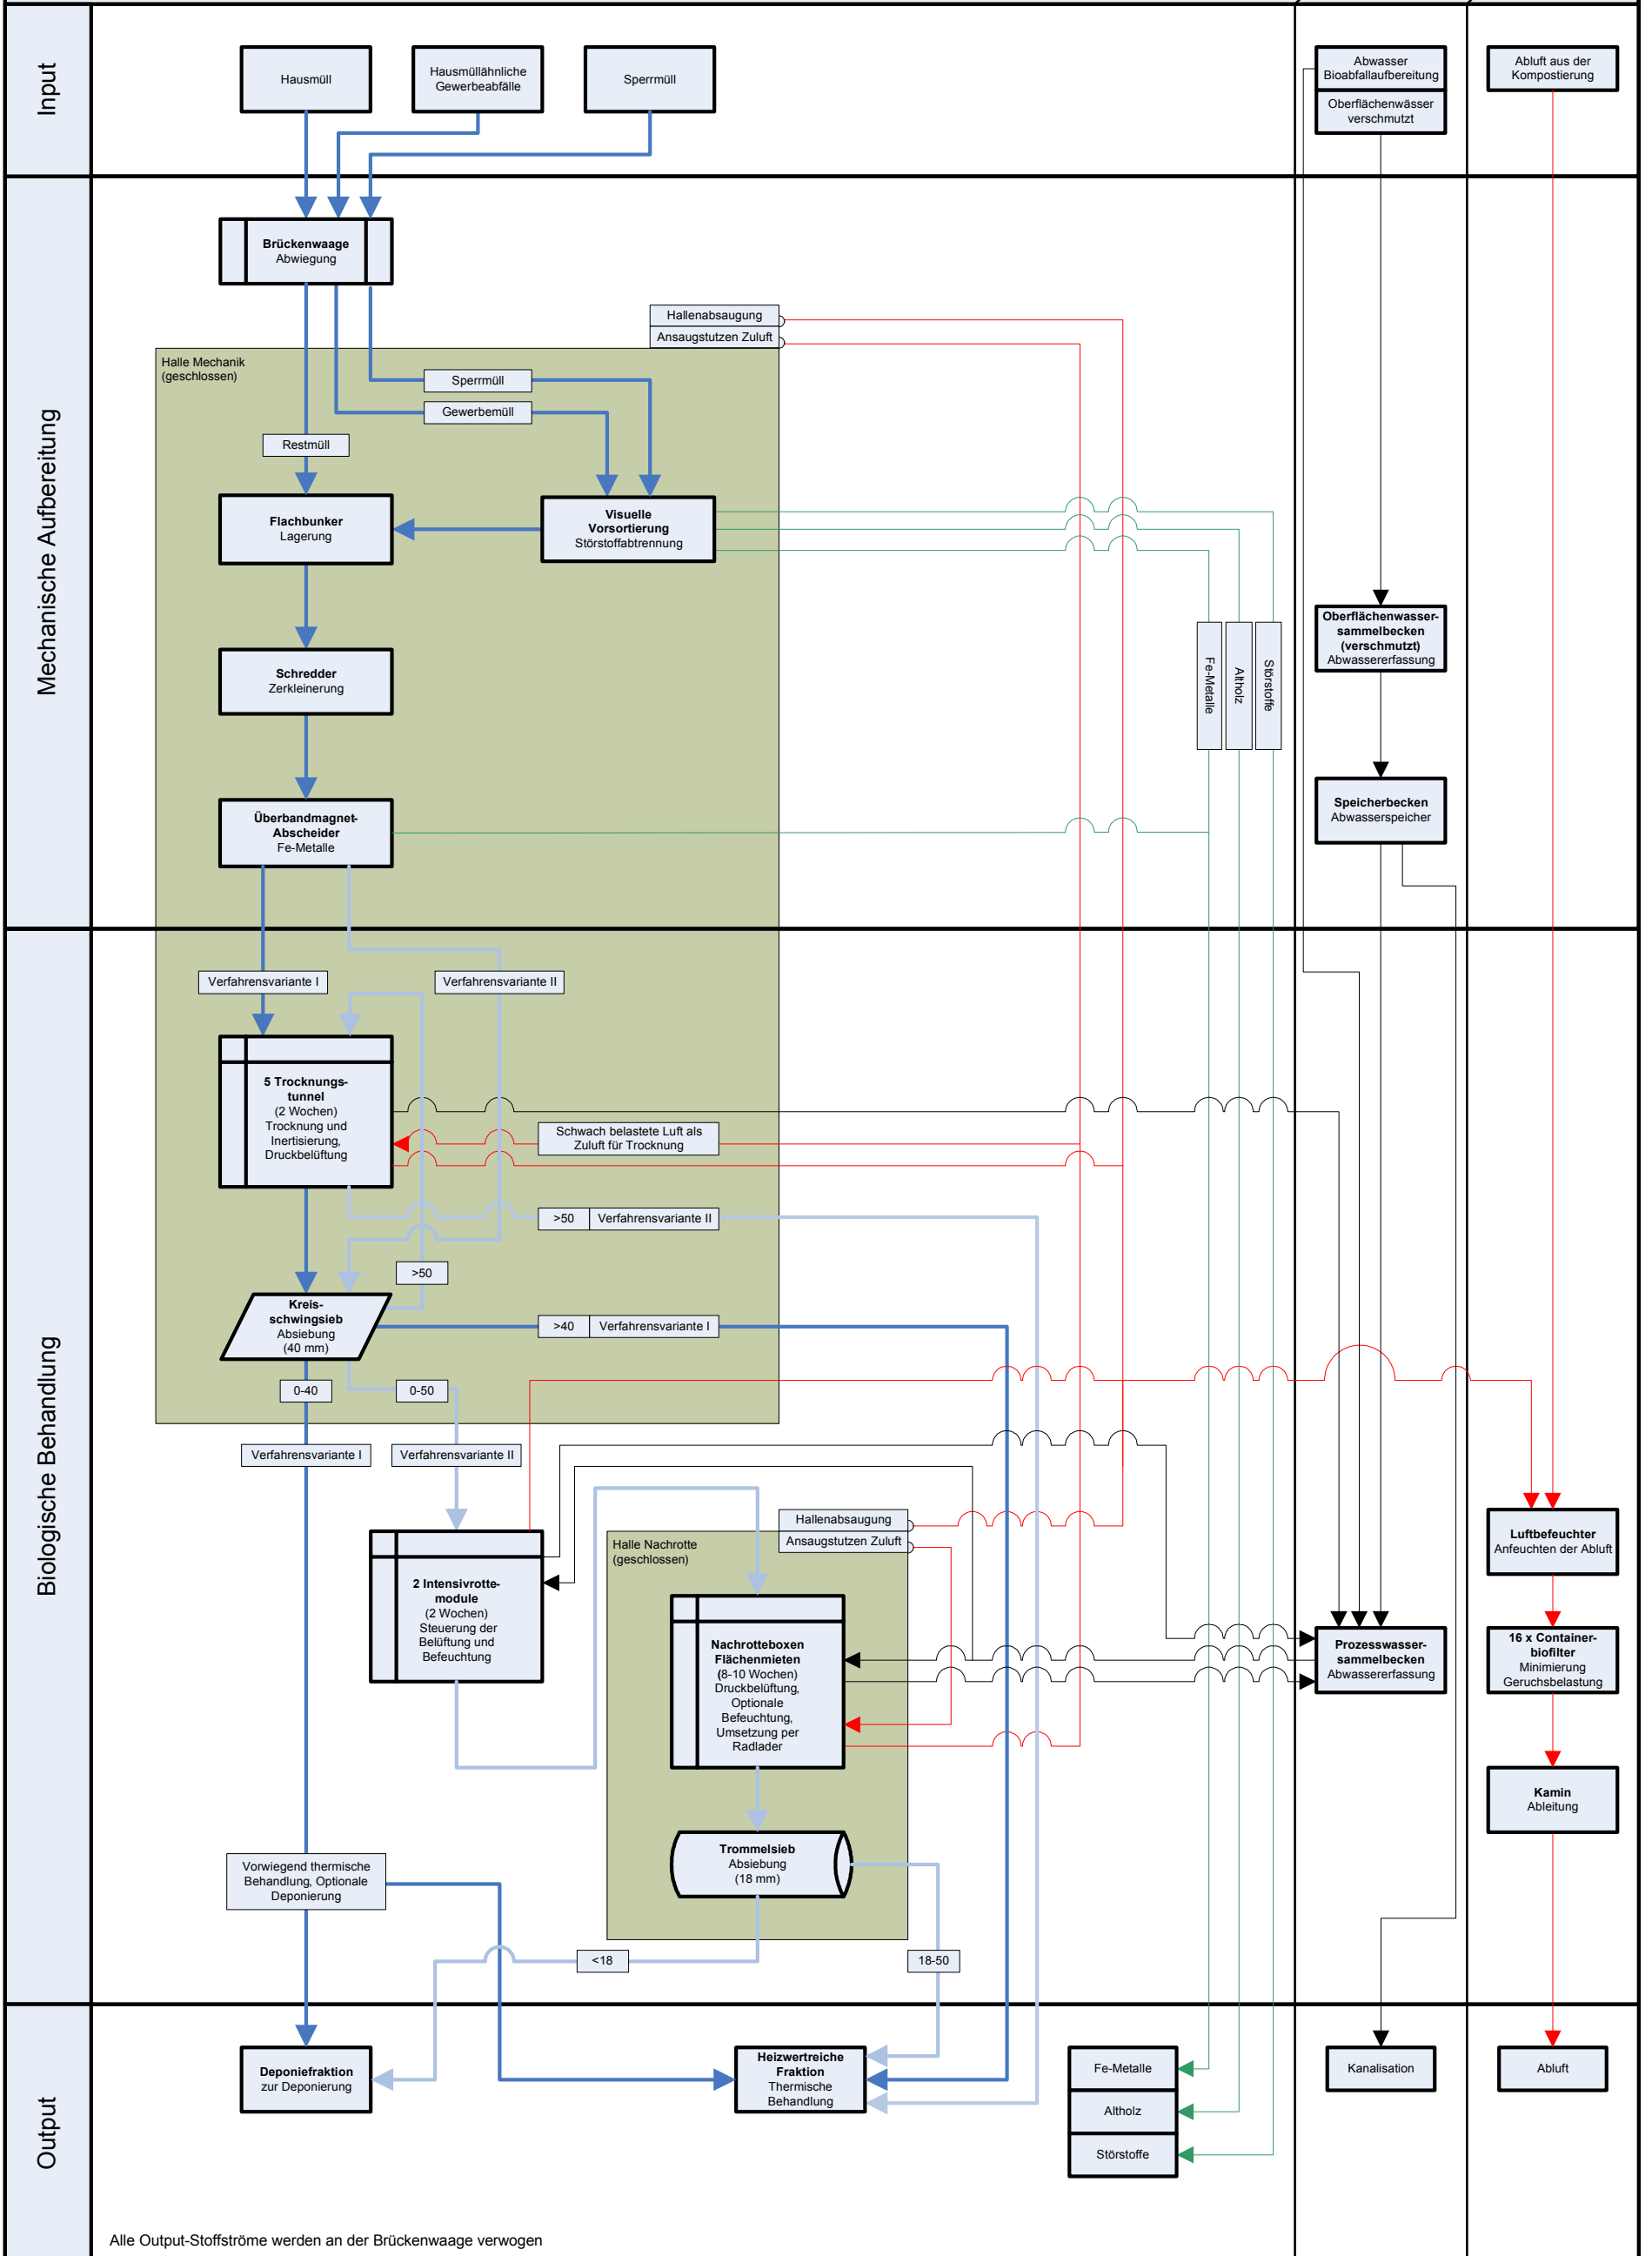 Input
Hausmüll
Hausmüllähnliche
Gewerbeabfälle
Sperrmüll
Abwasser
Bioabfallaufbereitung
Oberflächenwässer
verschmutzt
Abluft aus der
Kompostierung
Mechanische Aufbereitung
Brückenwaage
Abwiegung
Hallenabsaugung
Ansaugstutzen Zuluft
Halle Mechanik
(geschlossen)
Sperrmüll
Gewerbemüll
Restmüll
Flachbunker
Lagerung
Visuelle
Vorsortierung
Störstoffabtrennung
Schredder
Zerkleinerung
Fe-Metalle
Altholz
Störstoffe
Oberflächenwasser-
sammelbecken
(verschmutzt)
Abwassererfassung
Speicherbecken
Abwasserspeicher
Überbandmagnet-
Abscheider
Fe-Metalle
Biologische Behandlung
Verfahrensvariante I
Verfahrensvariante II
5 Trocknungs-
tunnel
(2 Wochen)
Trocknung und
Inertisierung,
Druckbelüftung
Schwach belastete Luft als
Zuluft für Trocknung
>50 Verfahrensvariante II
>50
Kreis-
schwingsieb
Absiebung
(40 mm)
>40 Verfahrensvariante I
0-40
0-50
Verfahrensvariante I
Verfahrensvariante II
2 Intensivrotte-
module
(2 Wochen)
Steuerung der
Belüftung und
Befeuchtung
Hallenabsaugung
Ansaugstutzen Zuluft
Halle Nachrotte
(geschlossen)
Nachrotteboxen
Flächenmieten
(8-10 Wochen)
Druckbelüftung,
Optionale
Befeuchtung,
Umsetzung per
Radlader
Luftbefeuchter
Anfeuchten der Abluft
Prozesswasser-
sammelbecken
Abwassererfassung
16 x Container-
biofilter
Minimierung
Geruchsbelastung
Kamin
Ableitung
Trommelsieb
Absiebung
(18 mm)
Vorwiegend thermische
Behandlung, Optionale
Deponierung
<18
18-50
Output
Deponiefraktion
zur Deponierung
Heizwertreiche
Fraktion
Thermische
Behandlung
Fe-Metalle
Altholz
Störstoffe
Kanalisation
Abluft
Alle Output-Stoffströme werden an der Brückenwaage verwogen